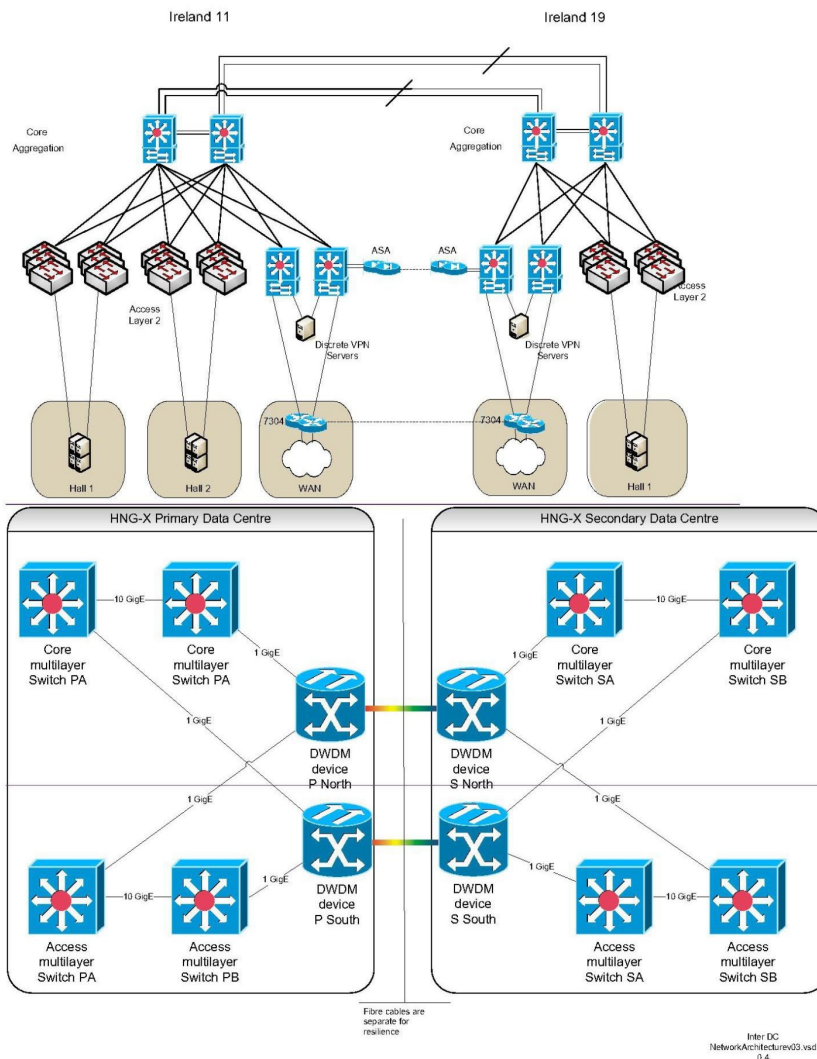 Ireland 11
Ireland 19
Core
Aggregation
Core
Aggregation
ASA
ASA
Access
Layer 2
Access
Layer 2
Discrete VPN
Servers
Discrete VPN
Servers
7304
7304
Hall 1
Hall 2
WAN
WAN
Hall 1
HNG-X Primary Data Centre
HNG-X Secondary Data Centre
10 GigE
10 GigE
Core
multilayer
Switch PA
Core
multilayer
Switch PA
Core
multilayer
Switch SA
Core
multilayer
Switch SB
1 GigE
1 GigE
1 GigE
1 GigE
DWDM
device
P North
DWDM
device
S North
1 GigE
1 GigE
1 GigE
1 GigE
10 GigE
10 GigE
DWDM
device
P South
DWDM
device
S South
Access
multilayer
Switch PA
Access
multilayer
Switch PB
Access
multilayer
Switch SA
Access
multilayer
Switch SB
Fibre cables are
separate for
resilience
Inter DC
NetworkArchitecturev03.vsd
0.4